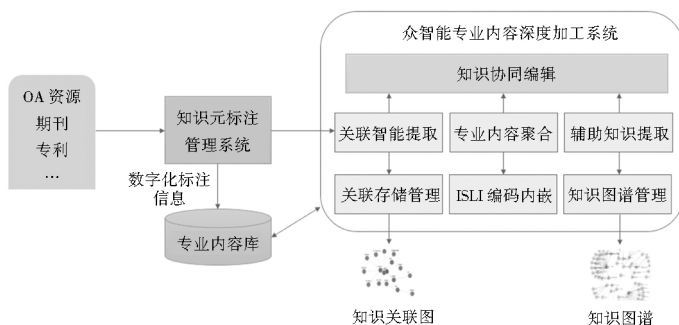 众智能专业内容深度加工系统
知识协同编辑
OA 资源
期刊
专利
…
知识元标注
管理系统
关联智能提取
专业内容聚合
辅助知识提取
数字化标注
信息
关联存储管理
ISLI 编码内嵌
知识图谱管理
专业内容库
知识关联图
知识图谱